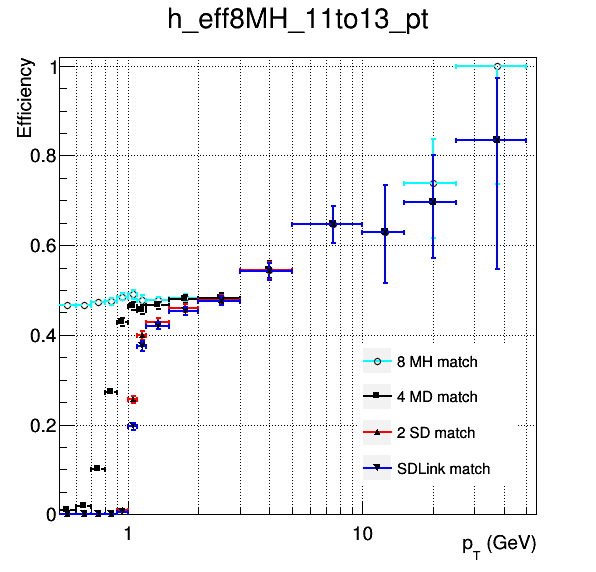 h_eff8MH_11to13_pt
Efficiency
1
0.8
0.6
0.4
0.2
0
8 MH match
4 MD match
2 SD match
SDLink match
1
10
p_T (GeV)